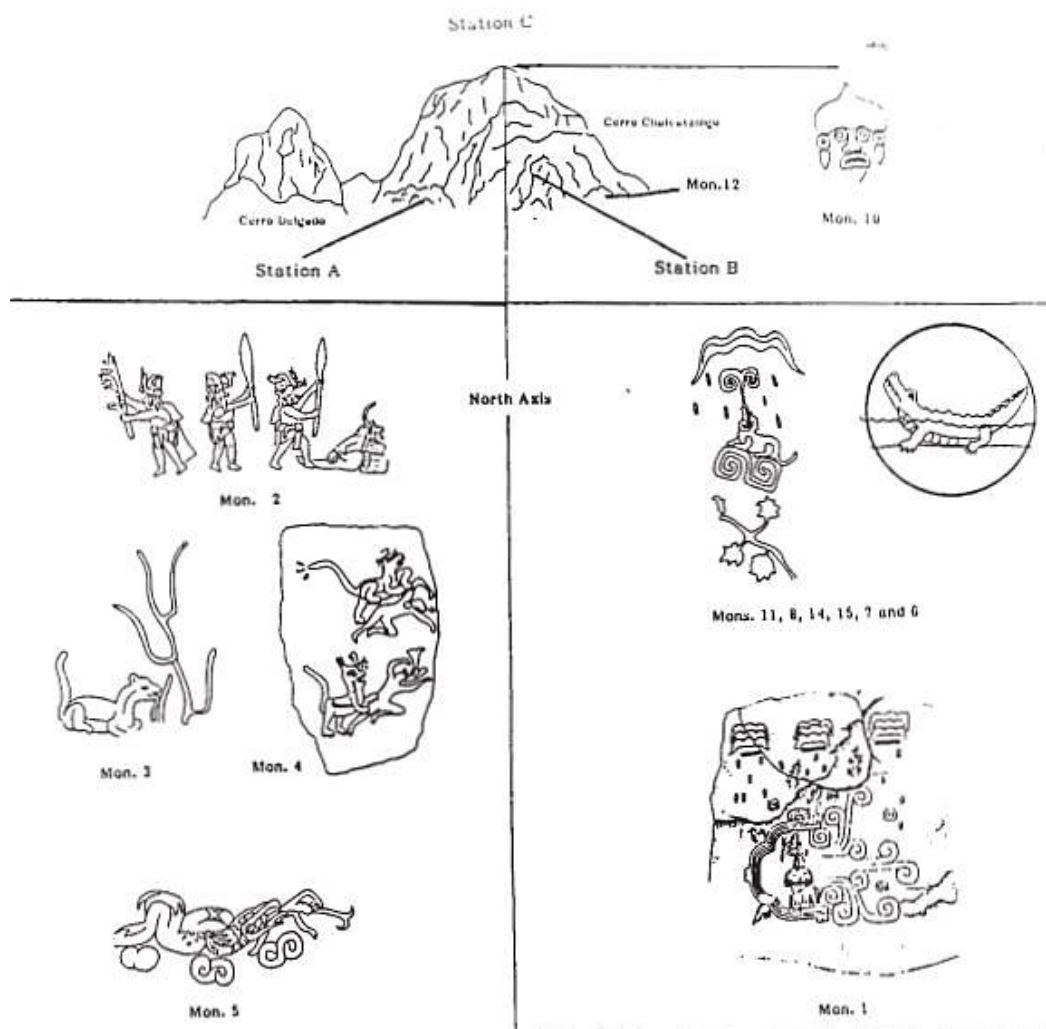 Station C
Cerro Chalcatzingo
Mon.12
Cerro Delgado
Mon. 10
Station A
Station B
North Axis
Mon. 2
Mons. 11, 8, 14, 15, 7 and 6
Mon. 3
Mon. 4
Mon. 5
Mon. 1